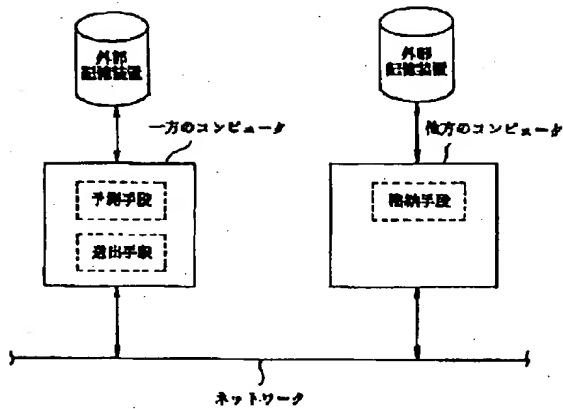 外部
記憶装置
外部
記憶装置
一方のコンピュータ
他方のコンピュータ
予測手段
送出手段
格納手段
ネットワーク